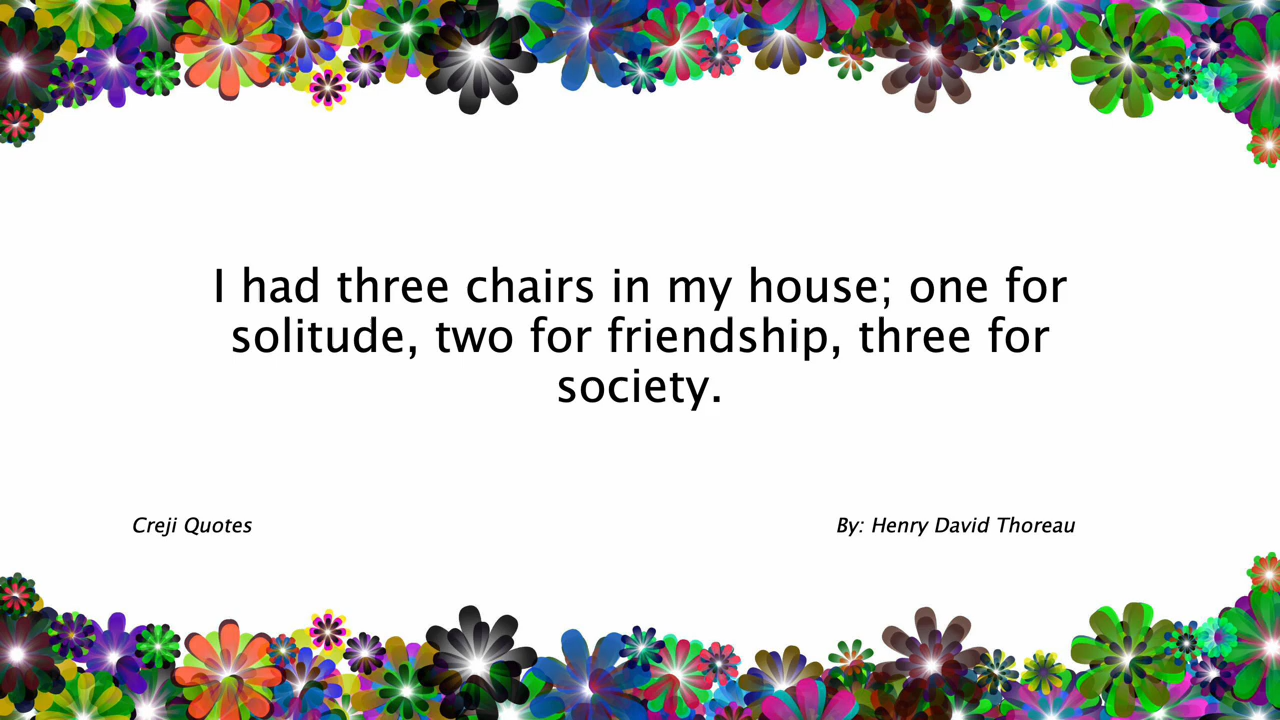 I had three chairs in my house; one for
solitude, two for friendship, three for
society.
Creji Quotes
By: Henry David Thoreau